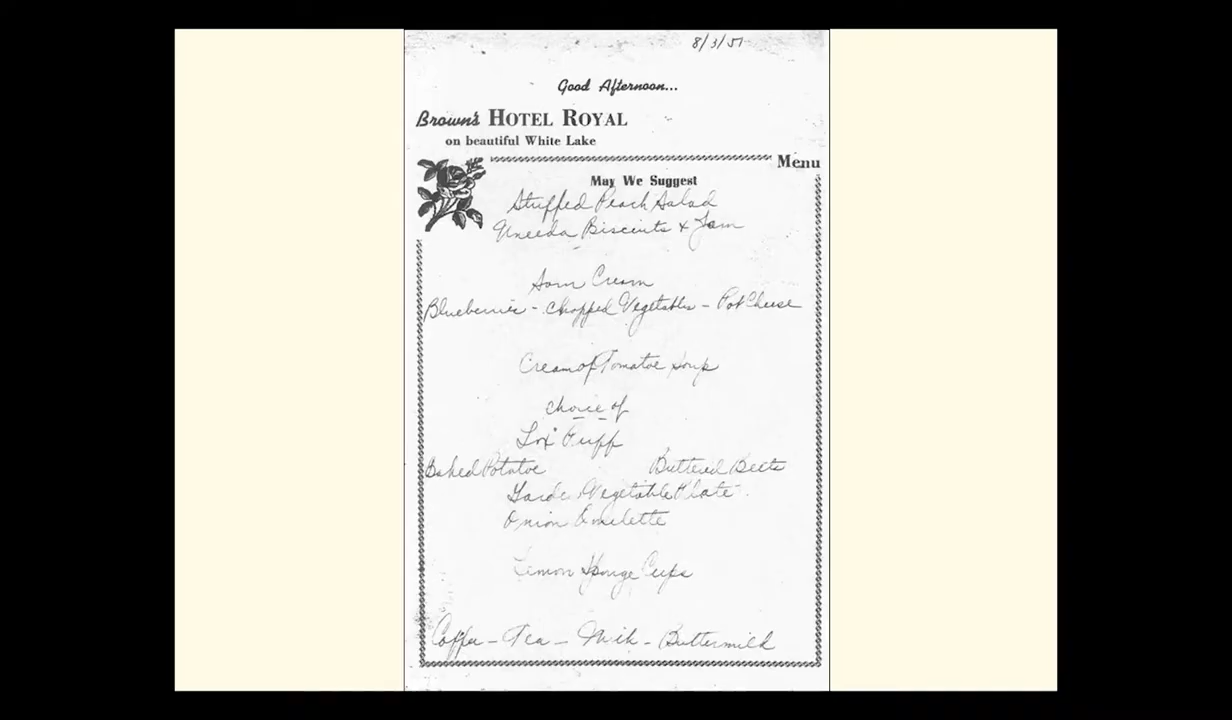 8/3/51
Good Afternoon...
Brown's HOTEL ROYAL
on beautiful White Lake
Menu
May We Suggest
Stuffed Peach Salad
Uneeda Biscuits & Jam
Sour Cream
Blueberries - Chopped Vegetables - Pot Cheese
Cream of Tomatoe Soup
choice of
Lox Puff
Baked Potatoe Buttered Beets
Garden Vegetable Plate
Onion Omelette
Lemon Sponge Cups
Coffee - Tea - Milk - Buttermilk